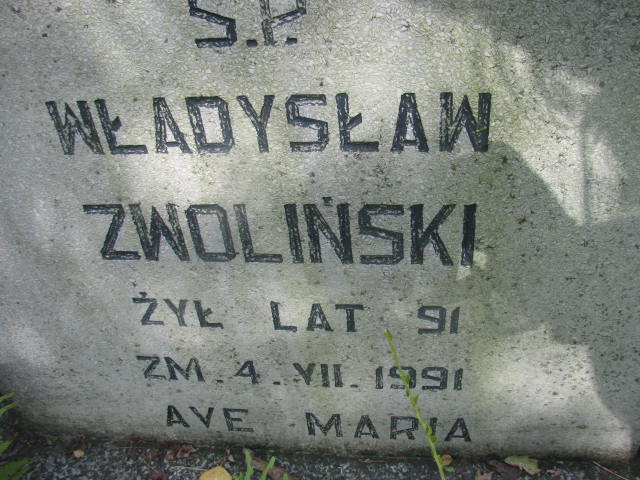 Ś.P.
WŁADYSŁAW
ZWOLIŃSKI
ŻYŁ LAT 91
ZM. 4. VII. 1991
AVE MARIA